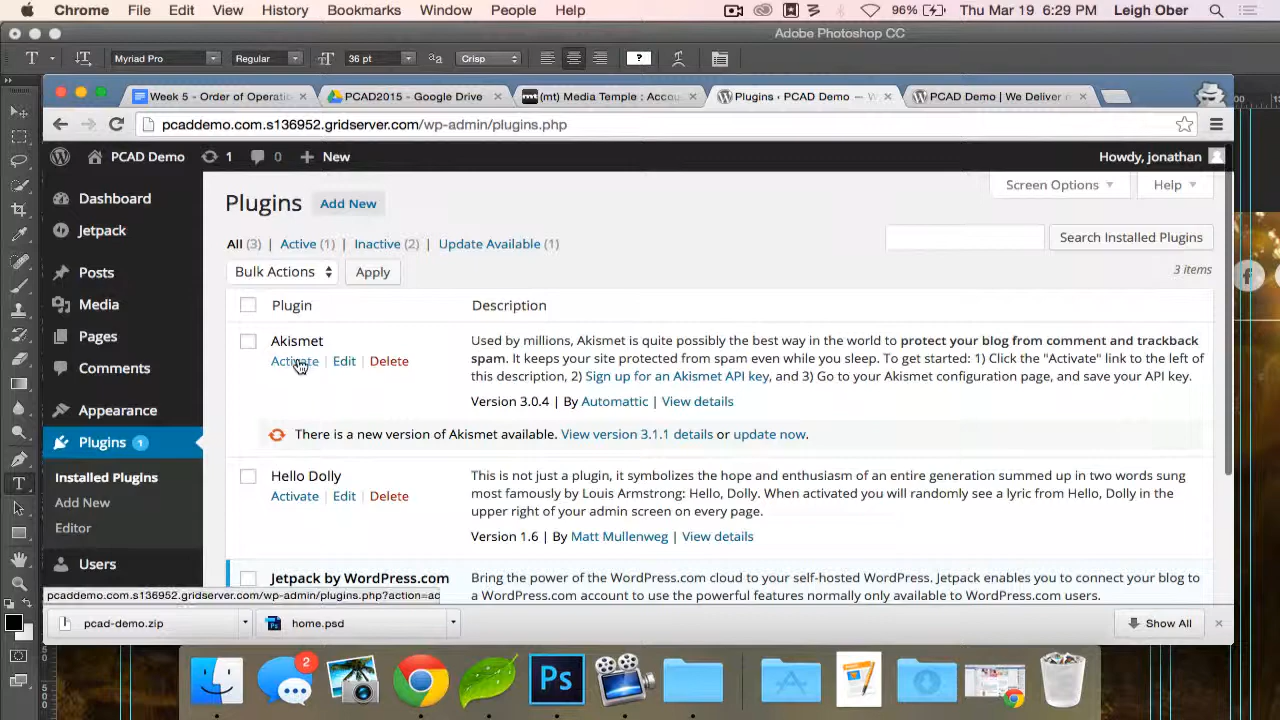 Chrome File Edit View History Bookmarks Window People Help 96% Thu Mar 19 6:29 PM Leigh Ober
Adobe Photoshop CC
T T Myriad Pro Regular 36 pt aa Crisp ?
Week 5 - Order of Operati × PCAD2015 - Google Drive × mt (mt) Media Temple : Accou × Plugins ‹ PCAD Demo — W × PCAD Demo | We Deliver ×
pcaddemo.com.s136952.gridserver.com/wp-admin/plugins.php
PCAD Demo 1 0 + New Howdy, jonathan
Dashboard
Jetpack
Posts
Media
Pages
Comments
Appearance
Plugins 1
Installed Plugins
Add New
Editor
Users
Screen Options Help
Plugins Add New
All (3) | Active (1) | Inactive (2) | Update Available (1)
Search Installed Plugins
Bulk Actions Apply
3 items
Plugin Description
Akismet
Activate | Edit | Delete
Used by millions, Akismet is quite possibly the best way in the world to protect your blog from comment and trackback
spam. It keeps your site protected from spam even while you sleep. To get started: 1) Click the "Activate" link to the left of
this description, 2) Sign up for an Akismet API key, and 3) Go to your Akismet configuration page, and save your API key.
Version 3.0.4 | By Automattic | View details
There is a new version of Akismet available. View version 3.1.1 details or update now.
Hello Dolly
Activate | Edit | Delete
This is not just a plugin, it symbolizes the hope and enthusiasm of an entire generation summed up in two words sung
most famously by Louis Armstrong: Hello, Dolly. When activated you will randomly see a lyric from Hello, Dolly in the
upper right of your admin screen on every page.
Version 1.6 | By Matt Mullenweg | View details
Jetpack by WordPress.com
Bring the power of the WordPress.com cloud to your self-hosted WordPress. Jetpack enables you to connect your blog to
a WordPress.com account to use the powerful features normally only available to WordPress.com users.
pcaddemo.com.s136952.gridserver.com/wp-admin/plugins.php?action=ac
pcad-demo.zip home.psd Show All ×
2
Ps